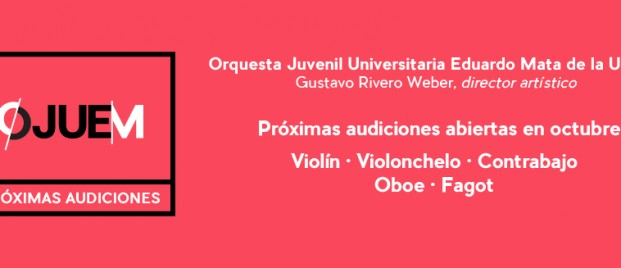 Orquesta Juvenil Universitaria Eduardo Mata de la U
Gustavo Rivero Weber, director artístico
OJUEM
ÓXIMAS AUDICIONES
Próximas audiciones abiertas en octubre
Violín · Violonchelo · Contrabajo
Oboe · Fagot